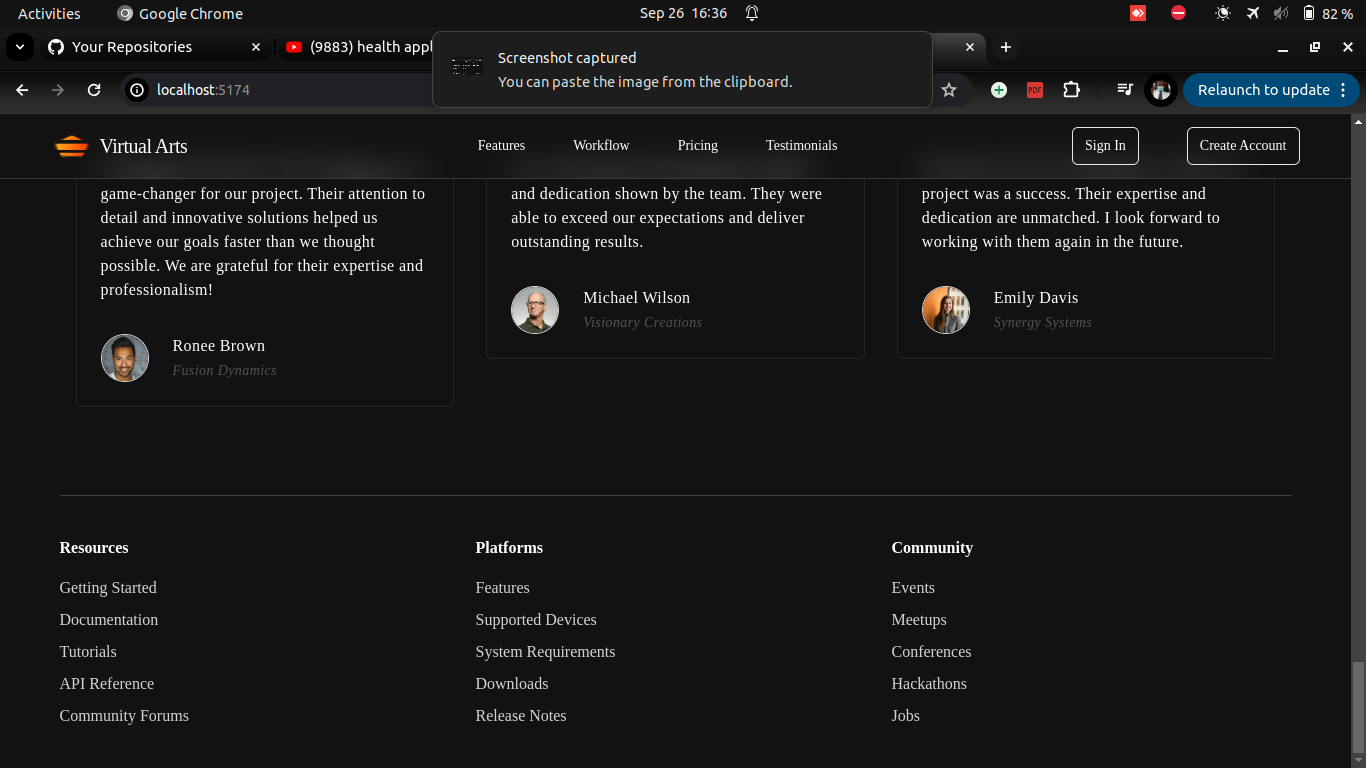 Activities
Google Chrome
Sep 26 16:36
82 %
Your Repositories
(9883) health appl
Screenshot captured
You can paste the image from the clipboard.
localhost:5174
PDF
Relaunch to update
Virtual Arts
Features
Workflow
Pricing
Testimonials
Sign In
Create Account
game-changer for our project. Their attention to
detail and innovative solutions helped us
achieve our goals faster than we thought
possible. We are grateful for their expertise and
professionalism!
Ronee Brown
Fusion Dynamics
and dedication shown by the team. They were
able to exceed our expectations and deliver
outstanding results.
Michael Wilson
Visionary Creations
project was a success. Their expertise and
dedication are unmatched. I look forward to
working with them again in the future.
Emily Davis
Synergy Systems
Resources
Getting Started
Documentation
Tutorials
API Reference
Community Forums
Platforms
Features
Supported Devices
System Requirements
Downloads
Release Notes
Community
Events
Meetups
Conferences
Hackathons
Jobs